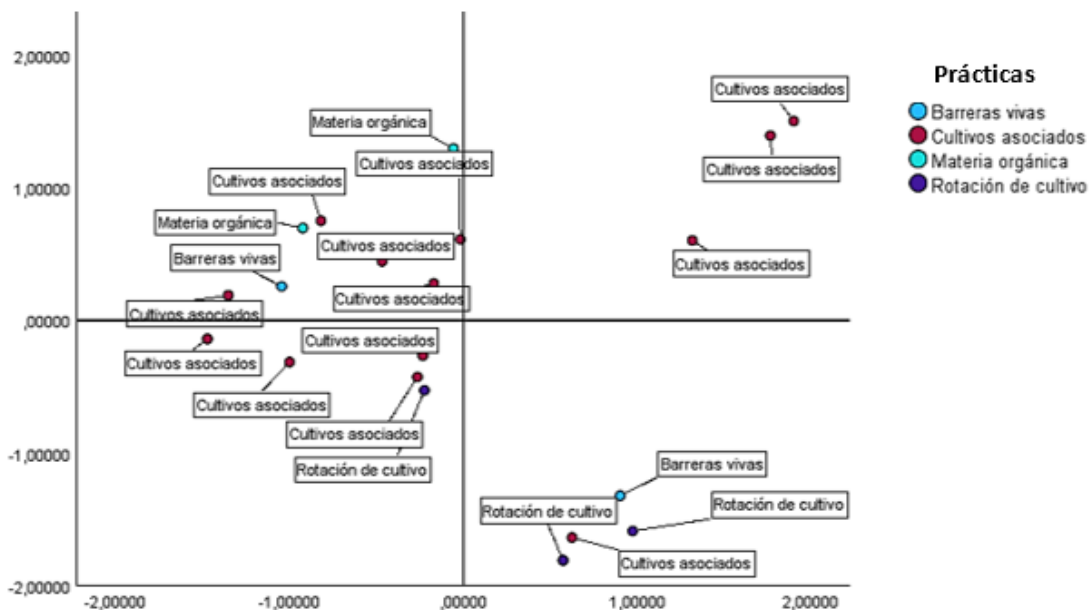 2,00000
1,00000
,00000
-1,00000
-2,00000
-2,00000
-1,00000
,00000
1,00000
2,00000
Cultivos asociados
Cultivos asociados
Materia orgánica
Cultivos asociados
Cultivos asociados
Materia orgánica
Cultivos asociados
Barreras vivas
Cultivos asociados
Cultivos asociados
Cultivos asociados
Cultivos asociados
Cultivos asociados
Cultivos asociados
Cultivos asociados
Rotación de cultivo
Barreras vivas
Rotación de cultivo
Rotación de cultivo
Cultivos asociados
Cultivos asociados
Prácticas
Barreras vivas
Cultivos asociados
Materia orgánica
Rotación de cultivo